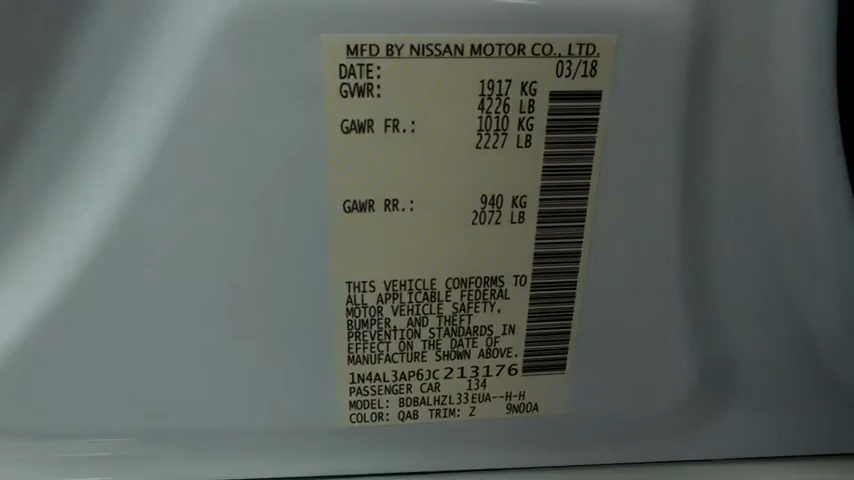 MFD BY NISSAN MOTOR CO., LTD.
DATE: 03/18
GVWR: 1917 KG
4226 LB
GAWR FR.: 1010 KG
2227 LB
GAWR RR.: 940 KG
2072 LB
THIS VEHICLE CONFORMS TO
ALL APPLICABLE FEDERAL
MOTOR VEHICLE SAFETY,
BUMPER, AND THEFT
PREVENTION STANDARDS IN
EFFECT ON THE DATE OF
MANUFACTURE SHOWN ABOVE.
1N4AL3AP6JC213176
PASSENGER CAR 134
MODEL: BDBALHZL33EUA--H-H
COLOR: QAB TRIM: Z 9N00A